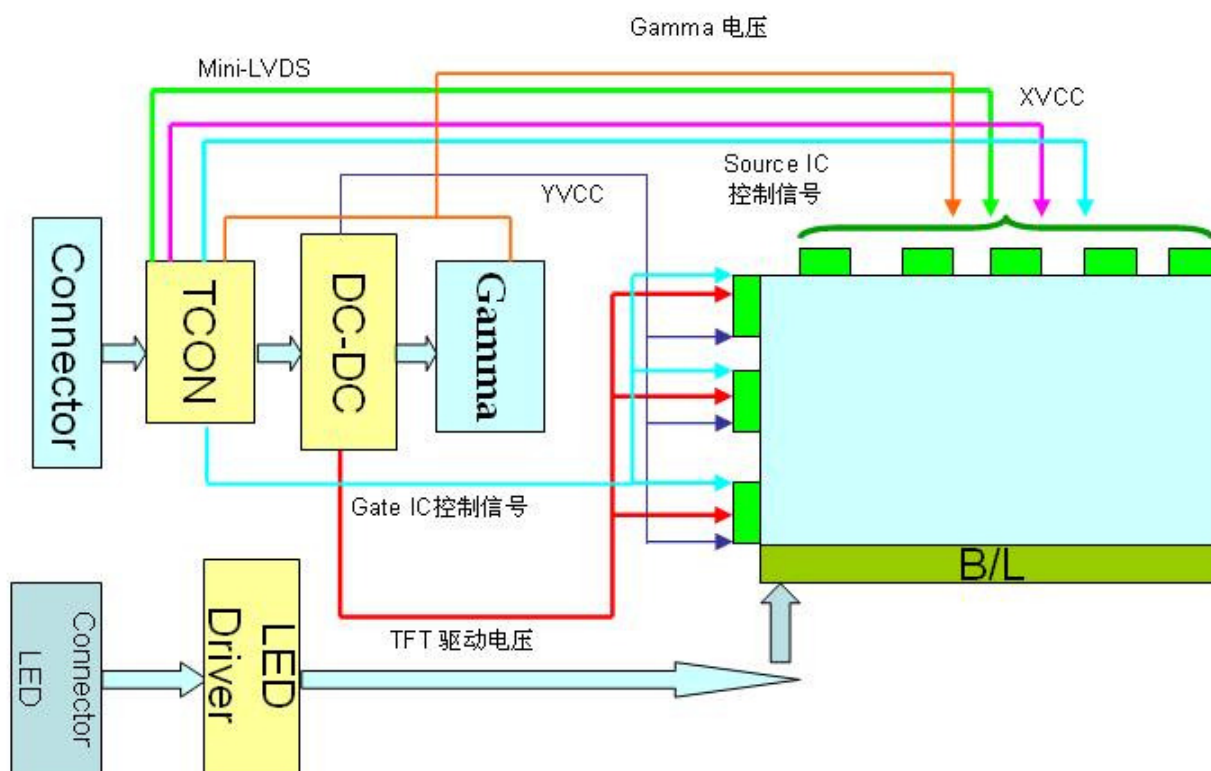 Gamma 电压
Mini-LVDS
XVCC
Source IC
控制信号
YVCC
Connector
TCON
DC-DC
Gamma
Gate IC控制信号
B/L
TFT 驱动电压
Connector
LED
LED
Driver